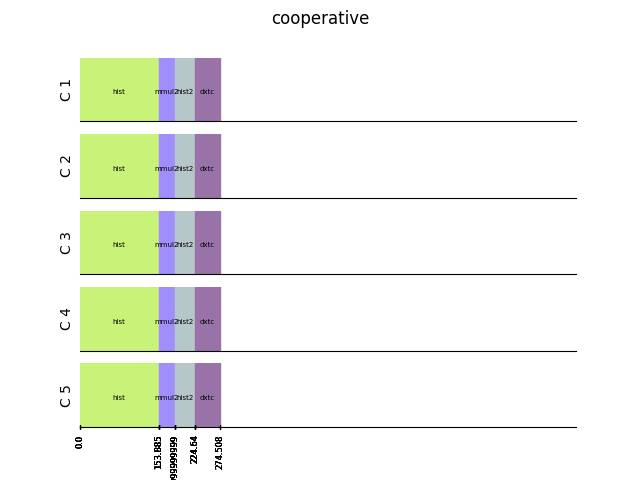 cooperative
C 1
hist mmul2 hist2 dxtc
C 2
hist mmul2 hist2 dxtc
C 3
hist mmul2 hist2 dxtc
C 4
hist mmul2 hist2 dxtc
C 5
hist mmul2 hist2 dxtc
0.0
153.885
224.64
274.508